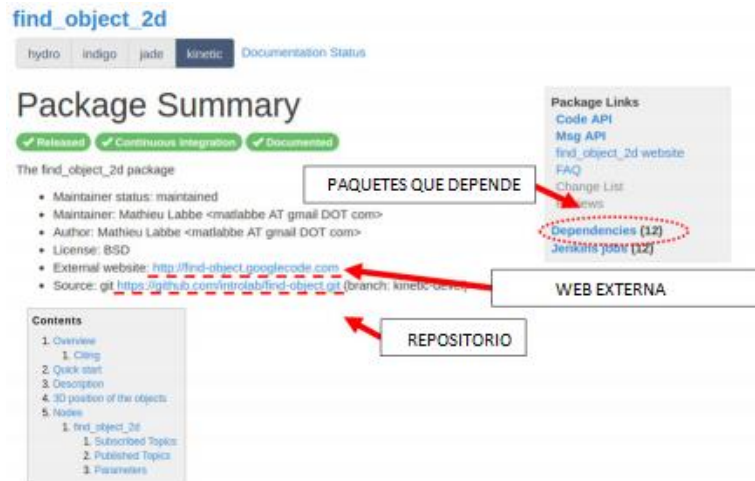 find_object_2d
hydro indigo jade kinetic Documentation Status
Package Summary
Released Continuous integration Documented
The find_object_2d package
Maintainer status: maintained
Maintainer: Mathieu Labbe <matlabbe AT gmail DOT com>
Author: Mathieu Labbe <matlabbe AT gmail DOT com>
License: BSD
External website: http://find-object.googlecode.com
Source: git https://github.com/introlab/find-object.git (branch: kinetic-devel)
Package Links
Code API
Msg API
find_object_2d website
FAQ
Change List
Dependencies (12)
Jenkins jobs (12)
PAQUETES QUE DEPENDE
WEB EXTERNA
REPOSITORIO
Contents
1. Overview
1. Citing
2. Quick start
3. Description
4. 3D position of the objects
5. Nodes
1. find_object_2d
1. Subscribed Topics
2. Published Topics
3. Parameters